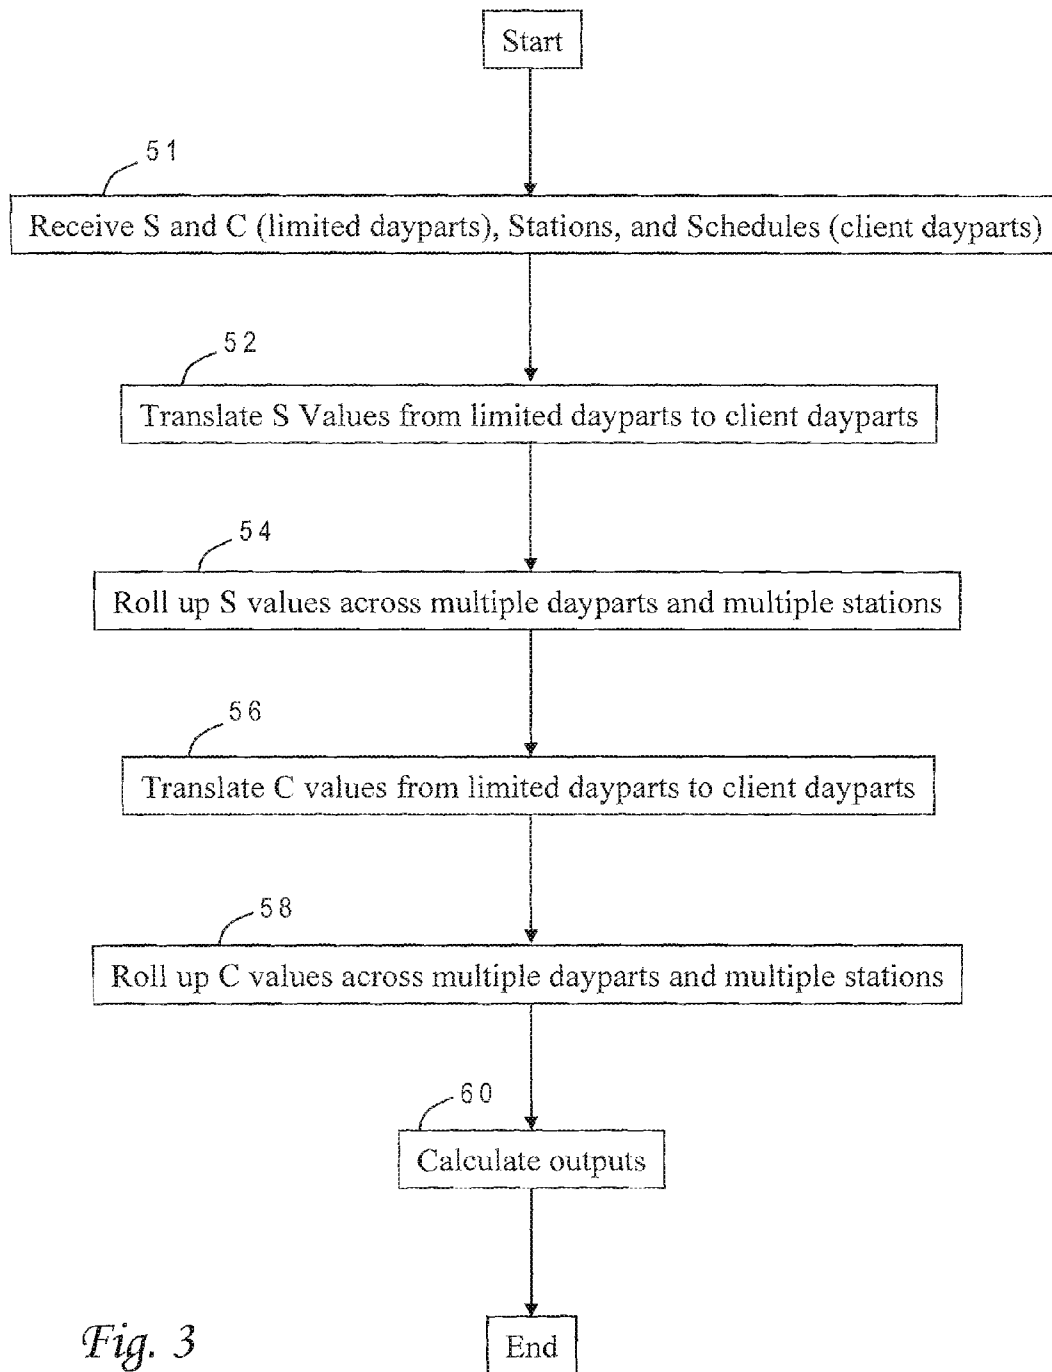 Start
51
Receive S and C (limited dayparts), Stations, and Schedules (client dayparts)
52
Translate S Values from limited dayparts to client dayparts
54
Roll up S values across multiple dayparts and multiple stations
56
Translate C values from limited dayparts to client dayparts
58
Roll up C values across multiple dayparts and multiple stations
60
Calculate outputs
End
Fig. 3